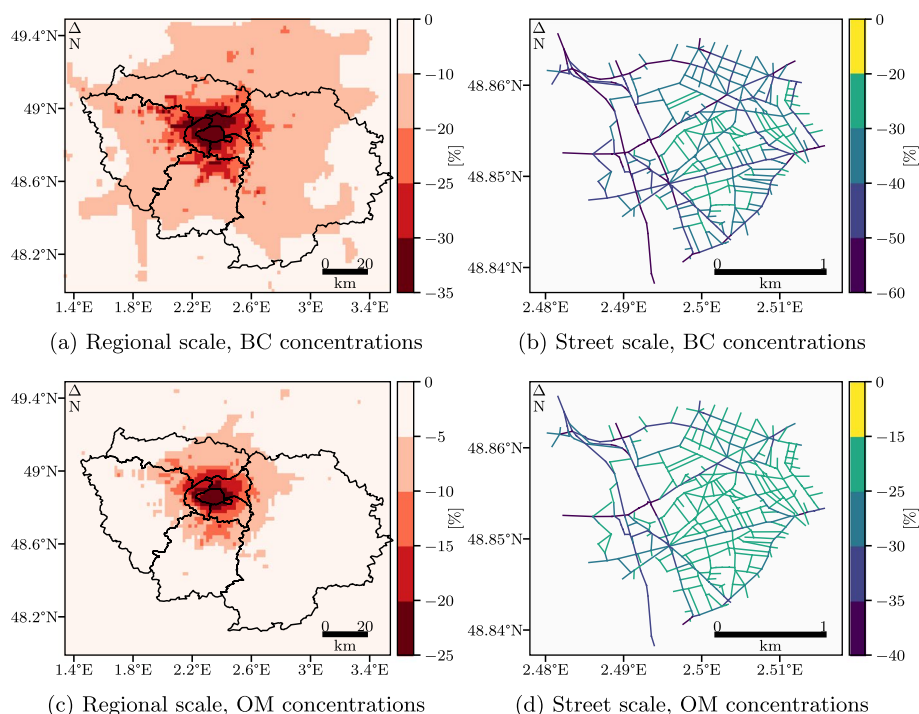 49.4°N
49°N
48.6°N
48.2°N
Δ
N
0 20
km
1.4°E 1.8°E 2.2°E 2.6°E 3°E 3.4°E
0
−10
−20
−25
−30
−35
[%]
(a) Regional scale, BC concentrations
48.86°N
48.85°N
48.84°N
Δ
N
0 1
km
2.48°E 2.49°E 2.5°E 2.51°E
0
−20
−30
−40
−50
−60
[%]
(b) Street scale, BC concentrations
49.4°N
49°N
48.6°N
48.2°N
Δ
N
0 20
km
1.4°E 1.8°E 2.2°E 2.6°E 3°E 3.4°E
0
−5
−10
−15
−20
−25
[%]
(c) Regional scale, OM concentrations
48.86°N
48.85°N
48.84°N
Δ
N
0 1
km
2.48°E 2.49°E 2.5°E 2.51°E
0
−15
−25
−30
−35
−40
[%]
(d) Street scale, OM concentrations